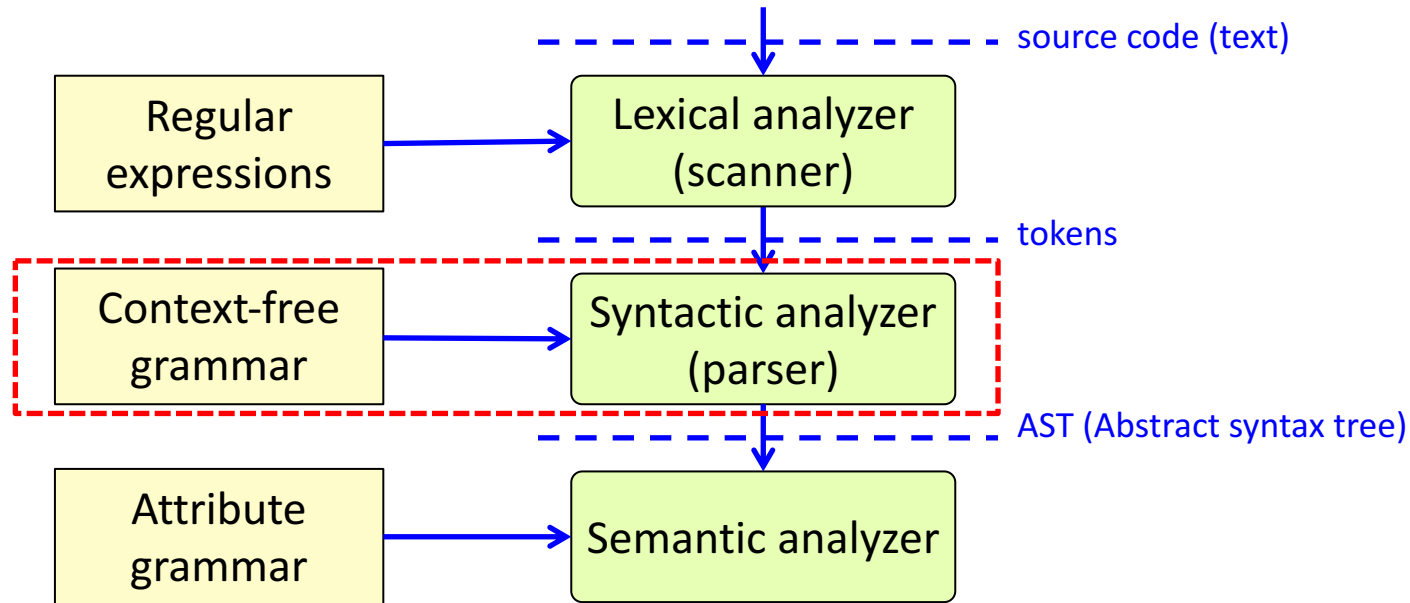 source code (text)
Regular
expressions
Lexical analyzer
(scanner)
tokens
Context-free
grammar
Syntactic analyzer
(parser)
AST (Abstract syntax tree)
Attribute
grammar
Semantic analyzer